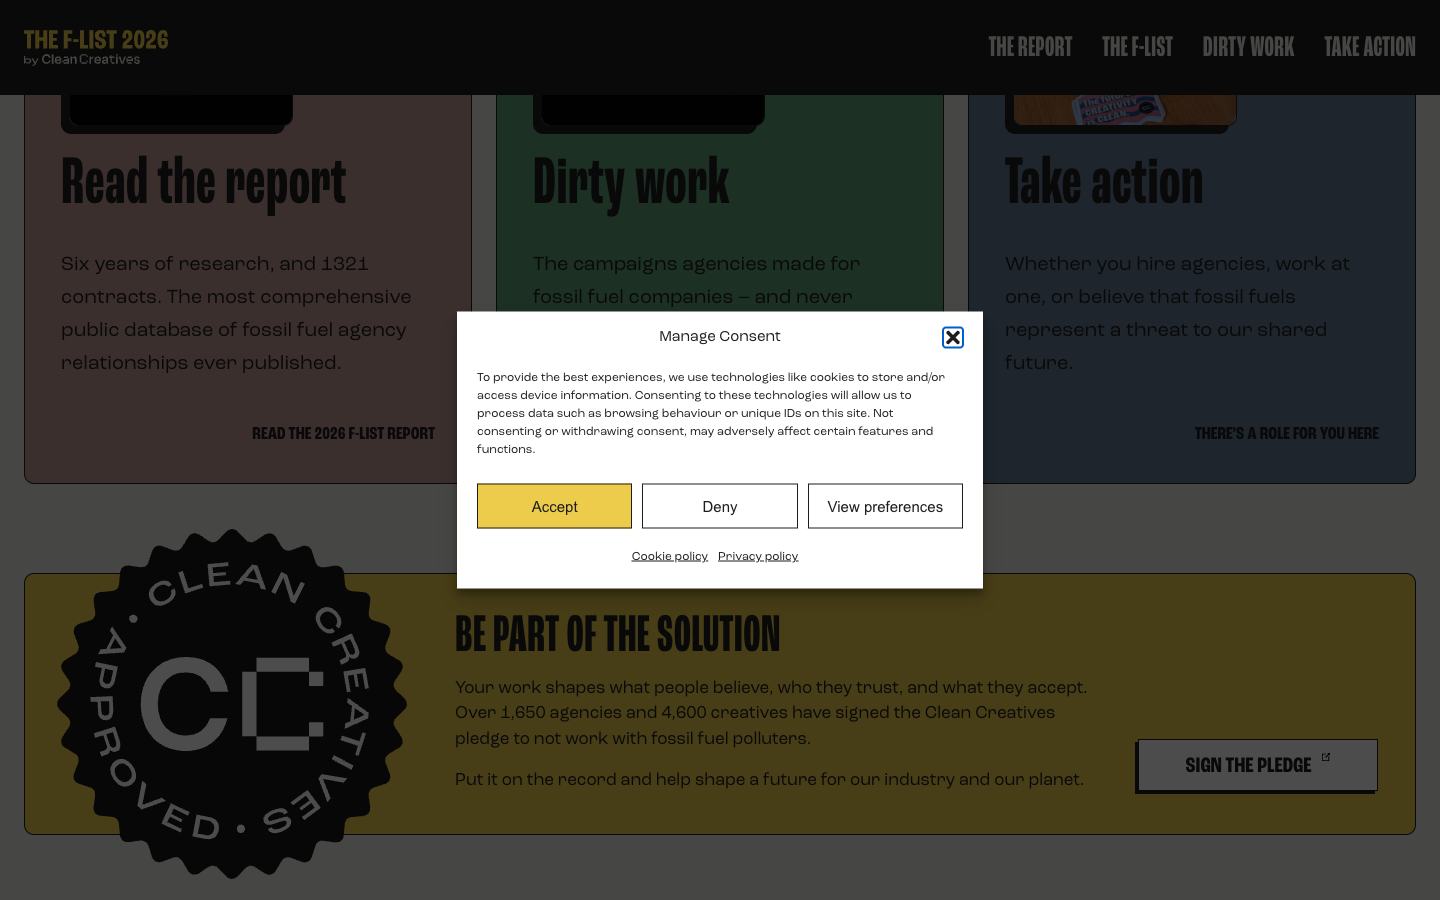 THE F-LIST 2026
by Clean Creatives
THE REPORT
THE F-LIST
DIRTY WORK
TAKE ACTION
THE FUTURE OF
CREATIVITY
IS CLEAN
Read the report
Six years of research, and 1321
contracts. The most comprehensive
public database of fossil fuel agency
relationships ever published.
READ THE 2026 F-LIST REPORT
Dirty work
The campaigns agencies made for
fossil fuel companies – and never
Take action
Whether you hire agencies, work at
one, or believe that fossil fuels
represent a threat to our shared
future.
THERE'S A ROLE FOR YOU HERE
Manage Consent
To provide the best experiences, we use technologies like cookies to store and/or
access device information. Consenting to these technologies will allow us to
process data such as browsing behaviour or unique IDs on this site. Not
consenting or withdrawing consent, may adversely affect certain features and
functions.
Accept
Deny
View preferences
Cookie policy
Privacy policy
• CLEAN CREATIVES • APPROVED
CC
BE PART OF THE SOLUTION
Your work shapes what people believe, who they trust, and what they accept.
Over 1,650 agencies and 4,600 creatives have signed the Clean Creatives
pledge to not work with fossil fuel polluters.
Put it on the record and help shape a future for our industry and our planet.
SIGN THE PLEDGE